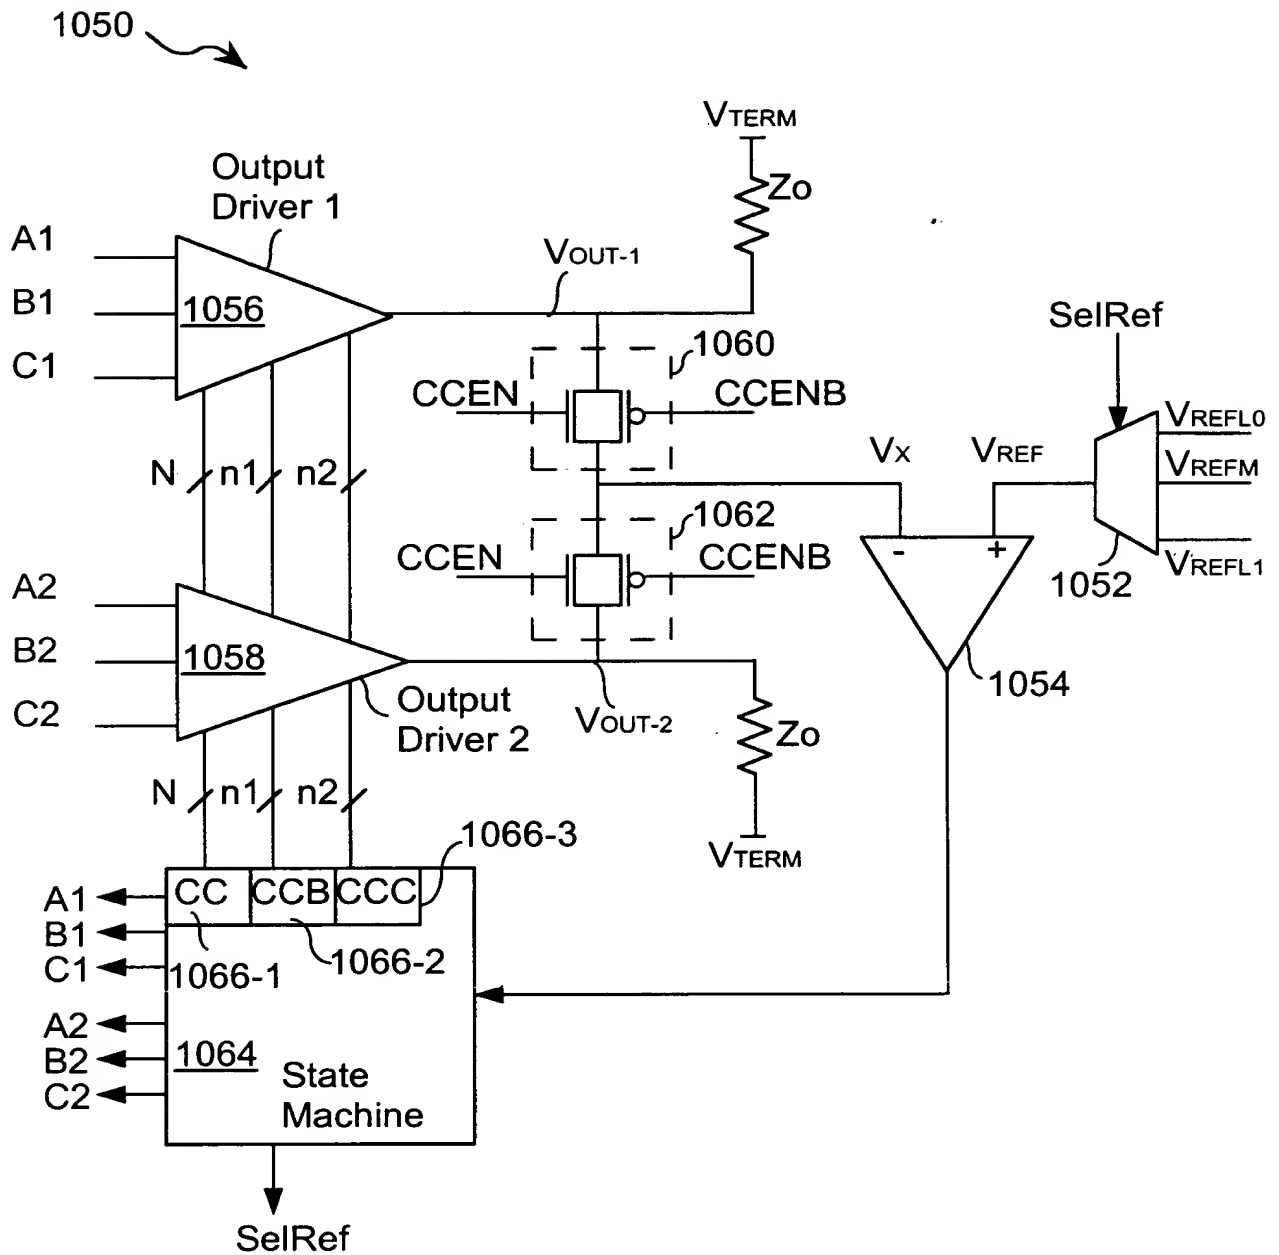 1050
VTERM
Output
Driver 1
Zo
A1
VOUT-1
B1
1056
SelRef
1060
C1
CCEN
CCENB
VREFL0
VX
VREF
VREFM
N
n1
n2
1062
- +
CCEN
CCENB
VREFL1
1052
A2
B2
1058
1054
Output
Driver 2
C2
VOUT-2
Zo
N
n1
n2
1066-3
VTERM
CC
CCB
CCC
A1
B1
1066-2
C1
1066-1
A2
B2
1064
C2
State
Machine
SelRef